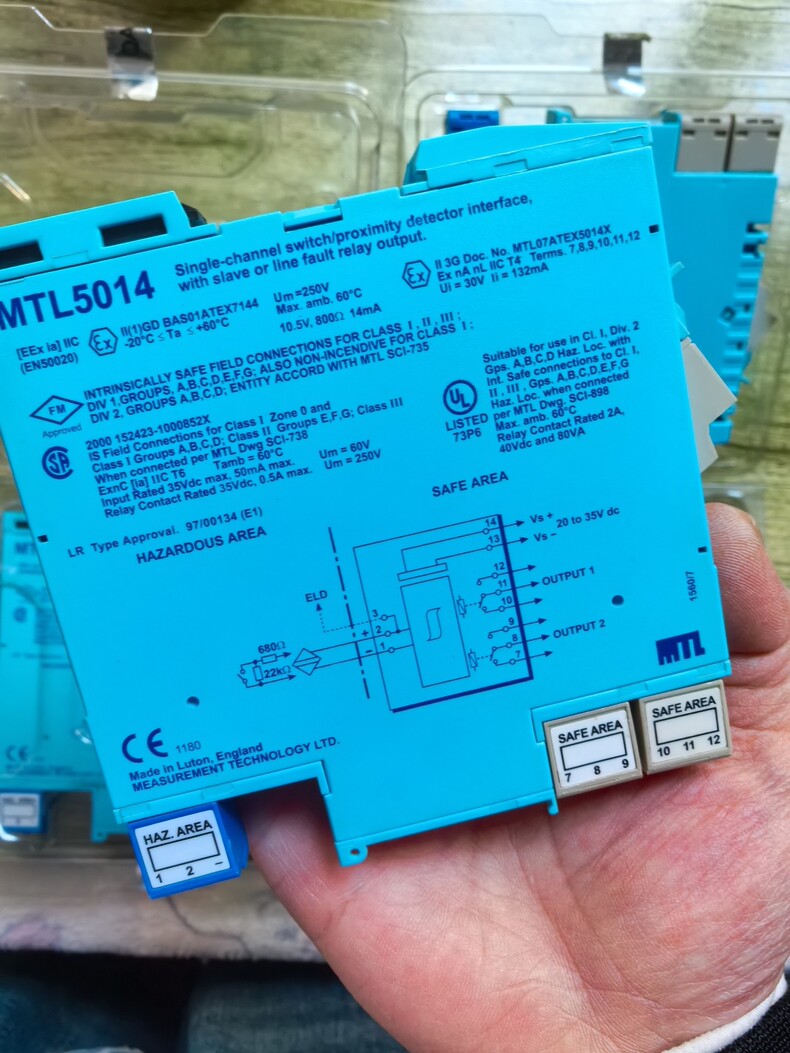 MTL5014
Single-channel switch/proximity detector interface,
with slave or line fault relay output.
[EEx ia] IIC
(EN50020)
Ex
II(1)GD BAS01ATEX7144
-20°C ≤ Ta ≤ +60°C
Um =250V
Max. amb. 60°C
10.5V, 800Ω 14mA
Ex
II 3G Doc. No. MTL07ATEX5014X
Ex nA nL IIC T4 Terms. 7,8,9,10,11,12
Ui = 30V Ii = 132mA
FM
Approved
INTRINSICALLY SAFE FIELD CONNECTIONS FOR CLASS I, II, III ;
DIV 1,GROUPS, A,B,C,D,E,F,G; ALSO NON-INCENDIVE FOR CLASS I ;
DIV 2, GROUPS A,B,C,D; ENTITY ACCORD WITH MTL SCI-735
SA
2000 152423-1000852X
IS Field Connections for Class I Zone 0 and
Class I Groups A,B,C,D; Class II Groups E,F,G; Class III
When connected per MTL Dwg SCI-738
ExnC [ia] IIC T6 Tamb = 60°C
Input Rated 35Vdc max, 50mA max. Um = 60V
Relay Contact Rated 35Vdc, 0.5A max. Um = 250V
UL
LISTED
73P6
Suitable for use in Cl. I, Div. 2
Gps. A,B,C,D Haz. Loc. with
Int. Safe connections to Cl. I,
II , III , Gps. A,B,C,D,E,F,G
Haz. Loc. when connected
per MTL Dwg. SCI-898
Max. amb. 60°C
Relay Contact Rated 2A,
40Vdc and 80VA
LR Type Approval. 97/00134 (E1)
HAZARDOUS AREA
SAFE AREA
14 Vs +
13 Vs −
20 to 35V dc
12
11
10
OUTPUT 1
9
8
7
OUTPUT 2
ELD
3
+ 2
− 1
680Ω
22kΩ
1560/7
MTL
CE 1180
Made in Luton, England
MEASUREMENT TECHNOLOGY LTD.
HAZ. AREA
1 2 −
SAFE AREA
7 8 9
SAFE AREA
10 11 12